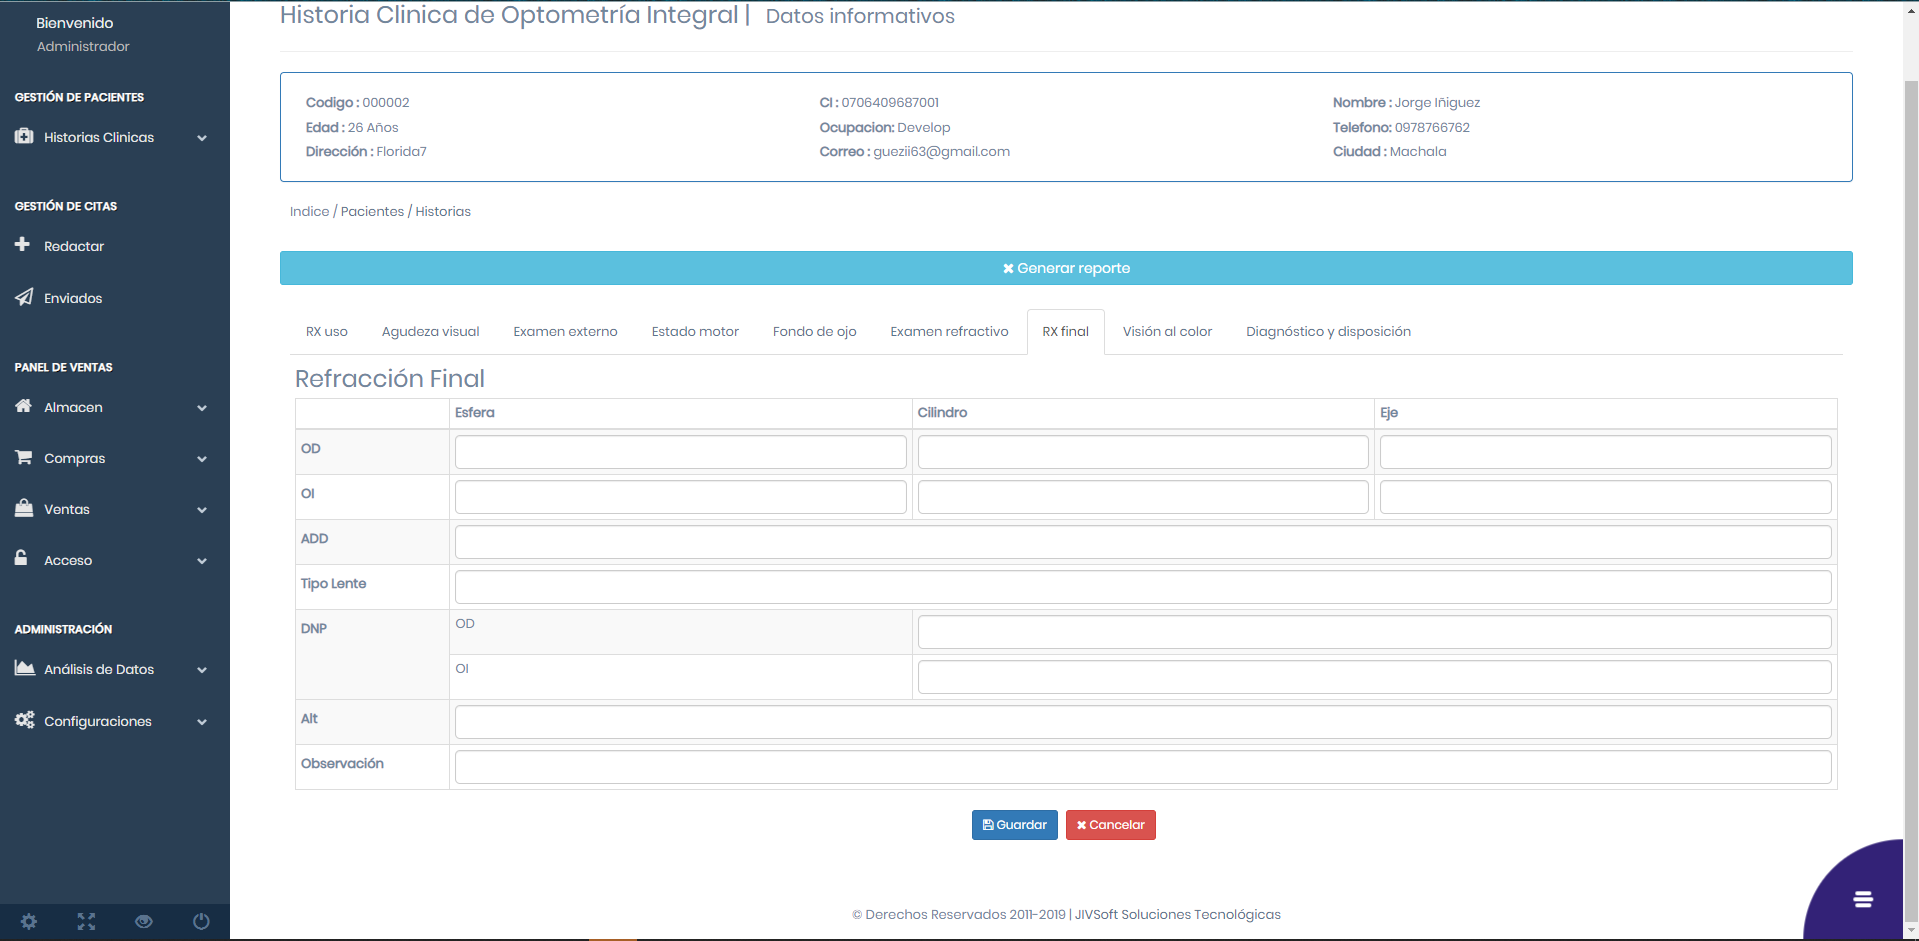 Bienvenido
Administrador
GESTIÓN DE PACIENTES
Historias Clinicas
GESTIÓN DE CITAS
Redactar
Enviados
PANEL DE VENTAS
Almacen
Compras
Ventas
Acceso
ADMINISTRACIÓN
Análisis de Datos
Configuraciones
Historia Clinica de Optometría Integral | Datos informativos
Codigo : 000002 CI : 0706409687001 Nombre : Jorge Iñiguez
Edad : 26 Años Ocupacion: Develop Telefono: 0978766762
Dirección : Florida7 Correo : guezii63@gmail.com Ciudad : Machala
Indice / Pacientes / Historias
Generar reporte
RX uso Agudeza visual Examen externo Estado motor Fondo de ojo Examen refractivo RX final Visión al color Diagnóstico y disposición
Refracción Final
Esfera Cilindro Eje
OD
OI
ADD
Tipo Lente
DNP OD
OI
Alt
Observación
Guardar Cancelar
© Derechos Reservados 2011-2019 | JIVSoft Soluciones Tecnológicas